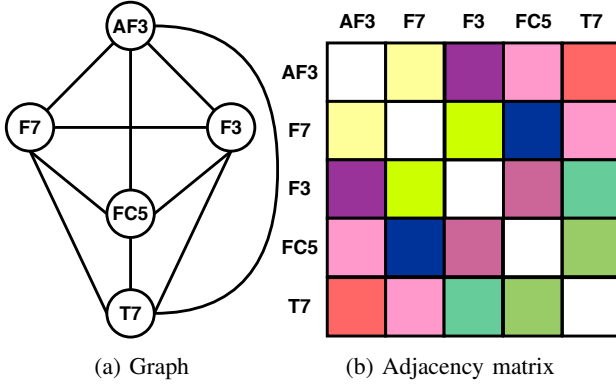 AF3
F7
F3
FC5
T7
(a) Graph
AF3 F7 F3 FC5 T7
AF3
F7
F3
FC5
T7
(b) Adjacency matrix